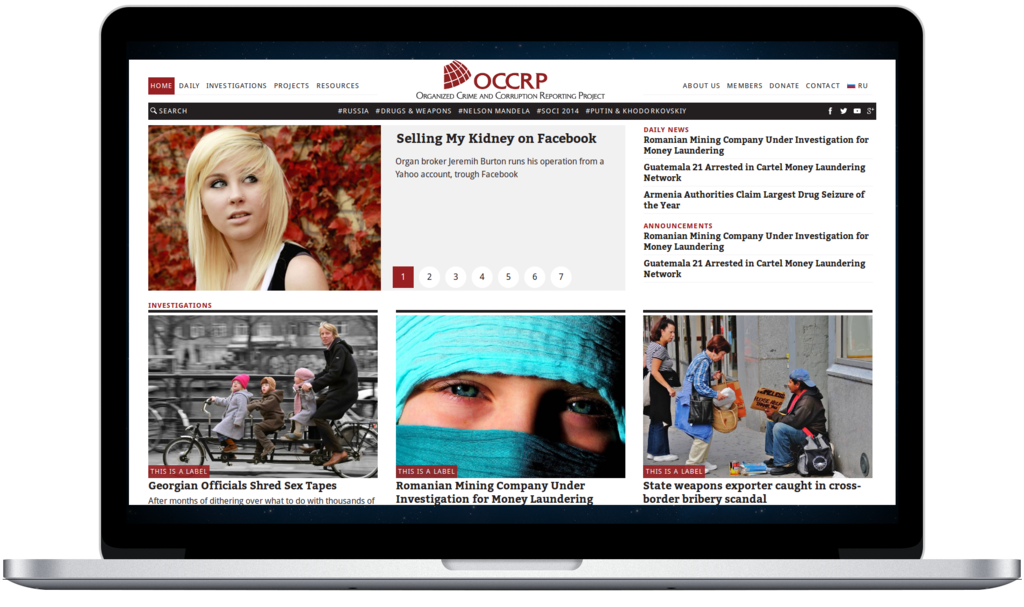 HOME DAILY INVESTIGATIONS PROJECTS RESOURCES
OCCRP
ORGANIZED CRIME AND CORRUPTION REPORTING PROJECT
ABOUT US MEMBERS DONATE CONTACT RU
SEARCH
#RUSSIA #DRUGS & WEAPONS #NELSON MANDELA #SOCI 2014 #PUTIN & KHODORKOVSKIY
Selling My Kidney on Facebook
Organ broker Jeremih Burton runs his operation from a
Yahoo account, trough Facebook
1 2 3 4 5 6 7
DAILY NEWS
Romanian Mining Company Under Investigation for
Money Laundering
Guatemala 21 Arrested in Cartel Money Laundering
Network
Armenia Authorities Claim Largest Drug Seizure of
the Year
ANNOUNCEMENTS
Romanian Mining Company Under Investigation for
Money Laundering
Guatemala 21 Arrested in Cartel Money Laundering
Network
INVESTIGATIONS
THIS IS A LABEL
Georgian Officials Shred Sex Tapes
After months of dithering over what to do with thousands of
THIS IS A LABEL
Romanian Mining Company Under
Investigation for Money Laundering
HOMELESS
THIS IS A LABEL
State weapons exporter caught in cross-
border bribery scandal